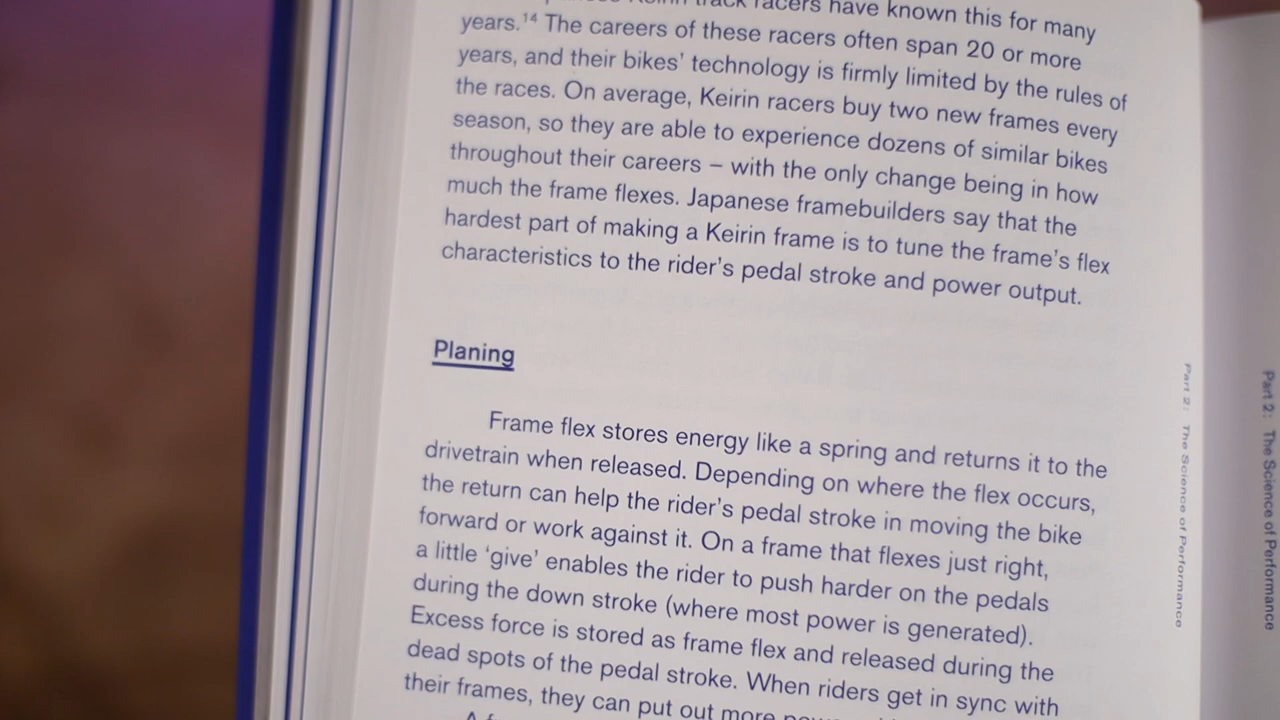 track racers have known this for many
years.¹⁴ The careers of these racers often span 20 or more
years, and their bikes’ technology is firmly limited by the rules of
the races. On average, Keirin racers buy two new frames every
season, so they are able to experience dozens of similar bikes
throughout their careers – with the only change being in how
much the frame flexes. Japanese framebuilders say that the
hardest part of making a Keirin frame is to tune the frame’s flex
characteristics to the rider’s pedal stroke and power output.
Planing
Frame flex stores energy like a spring and returns it to the
drivetrain when released. Depending on where the flex occurs,
the return can help the rider’s pedal stroke in moving the bike
forward or work against it. On a frame that flexes just right,
a little ‘give’ enables the rider to push harder on the pedals
during the down stroke (where most power is generated).
Excess force is stored as frame flex and released during the
dead spots of the pedal stroke. When riders get in sync with
their frames, they can put out more
Part 2: The Science of Performance
Part 2: The Science of Performance